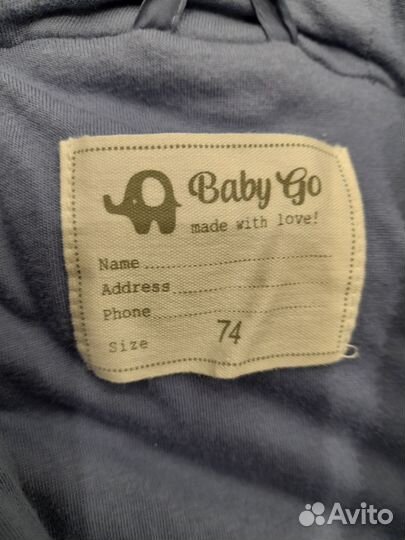 Baby Go
made with love!
Name
Address
Phone
Size 74
Avito